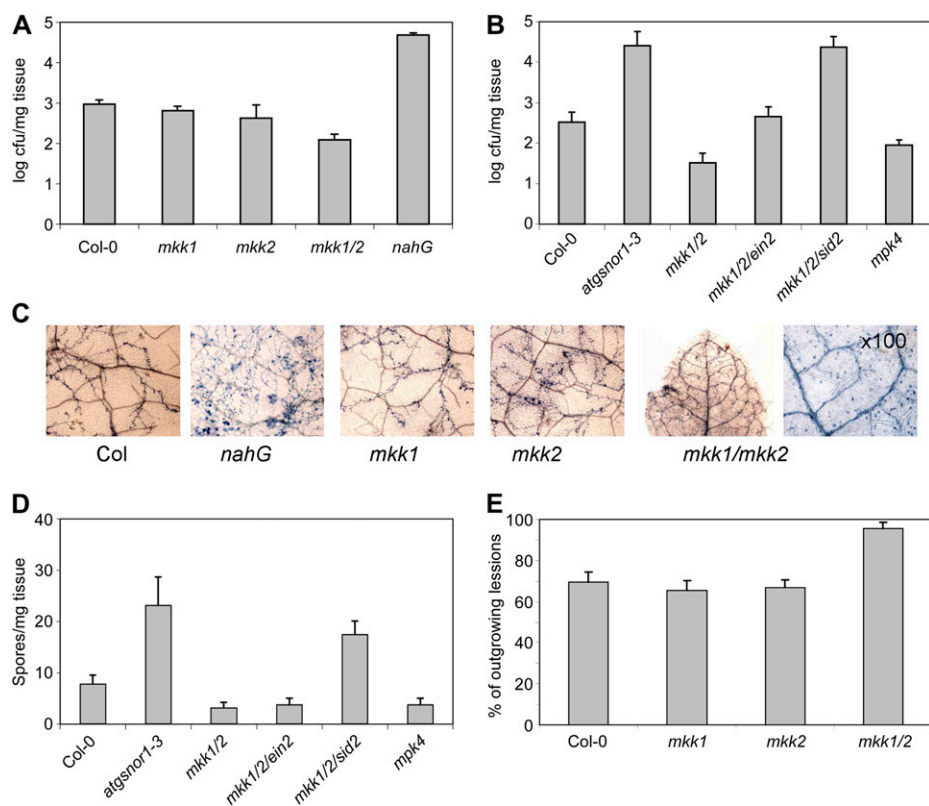 A
5
4
3
2
1
0
log cfu/mg tissue
Col-0 mkk1 mkk2 mkk1/2 nahG
B
5
4
3
2
1
0
log cfu/mg tissue
Col-0 atgsnor1-3 mkk1/2 mkk1/2/ein2 mkk1/2/sid2 mpk4
C
x100
Col nahG mkk1 mkk2 mkk1/mkk2
D
40
30
20
10
0
Spores/mg tissue
Col-0 atgsnor1-3 mkk1/2 mkk1/2/ein2 mkk1/2/sid2 mpk4
E
100
80
60
40
20
0
% of outgrowing lessions
Col-0 mkk1 mkk2 mkk1/2